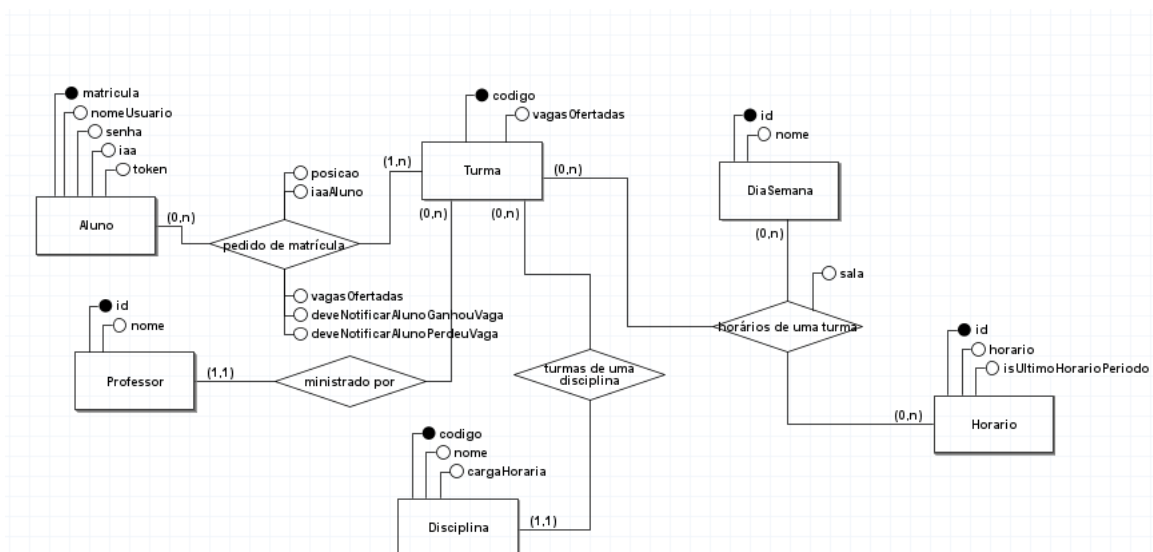 matricula
nomeUsuario
senha
iaa
token
Aluno
(0,n)
posicao
iaaAluno
pedido de matrícula
vagasOfertadas
deveNotificarAlunoGanhouVaga
deveNotificarAlunoPerdeuVaga
(1,n)
codigo
vagasOfertadas
Turma
(0,n)
(0,n)
(0,n)
id
nome
DiaSemana
(0,n)
sala
horários de uma turma
id
nome
Professor
(1,1)
ministrado por
turmas de uma
disciplina
id
horario
isUltimoHorarioPeriodo
(0,n)
Horario
codigo
nome
cargaHoraria
Disciplina
(1,1)